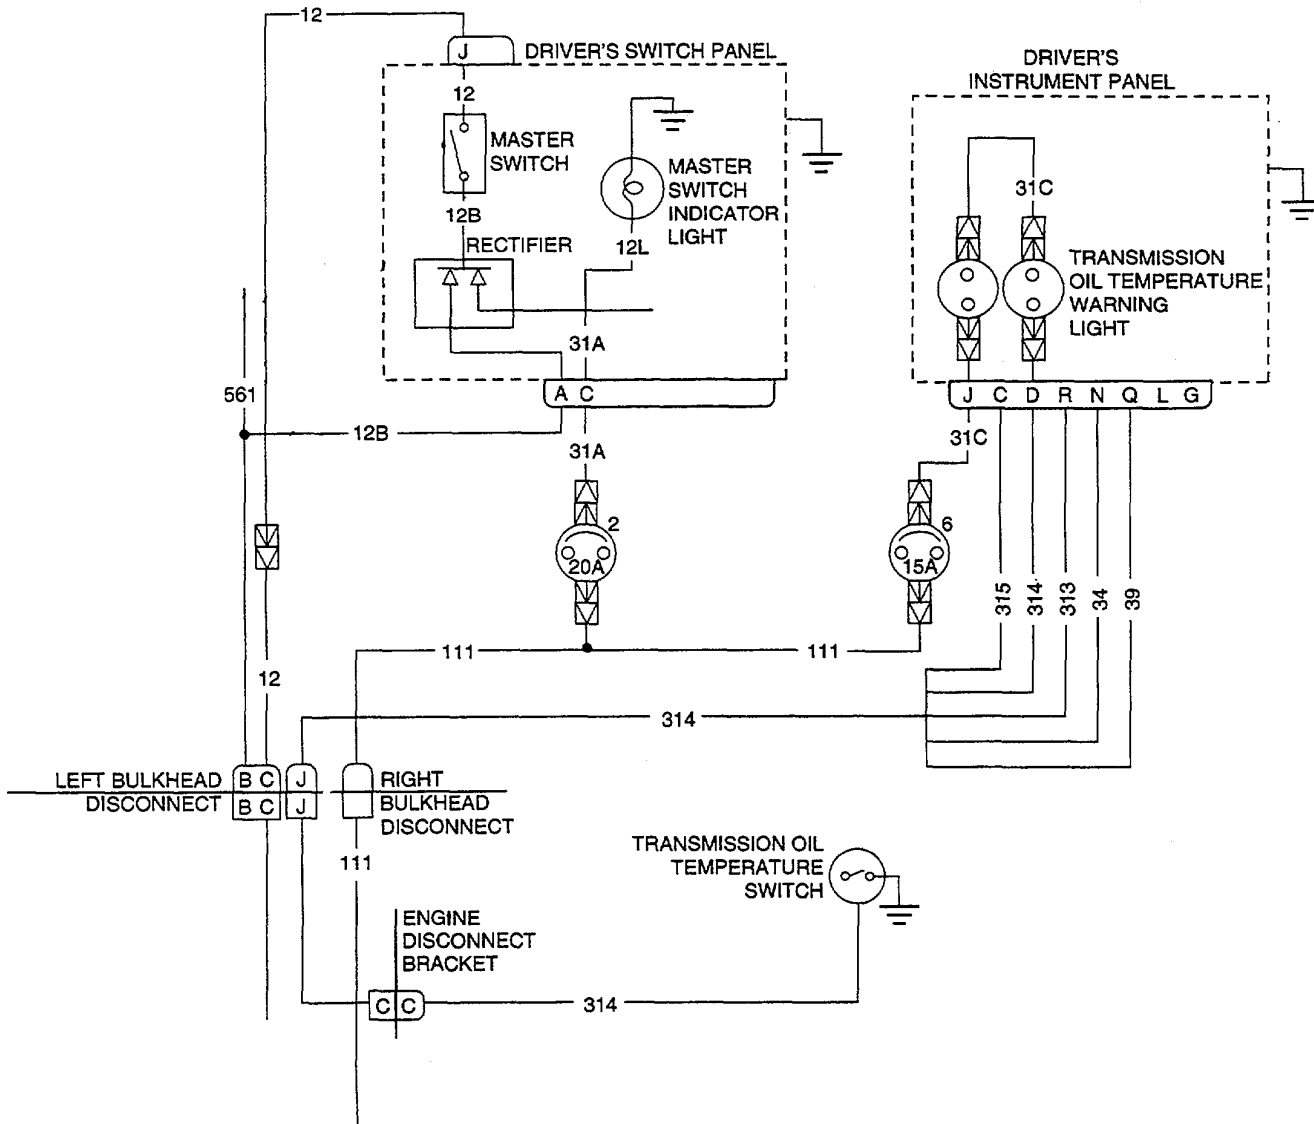 12
J
DRIVER'S SWITCH PANEL
DRIVER'S
INSTRUMENT PANEL
12
MASTER
SWITCH
MASTER
SWITCH
INDICATOR
LIGHT
31C
12B
RECTIFIER
12L
TRANSMISSION
OIL TEMPERATURE
WARNING
LIGHT
31A
561
A C
J C D R N Q L G
12B
31A
31C
2
20A
6
15A
315
314
313
34
39
111
111
12
314
LEFT BULKHEAD
DISCONNECT
B C
J
B C
J
RIGHT
BULKHEAD
DISCONNECT
111
TRANSMISSION OIL
TEMPERATURE
SWITCH
ENGINE
DISCONNECT
BRACKET
C C
314